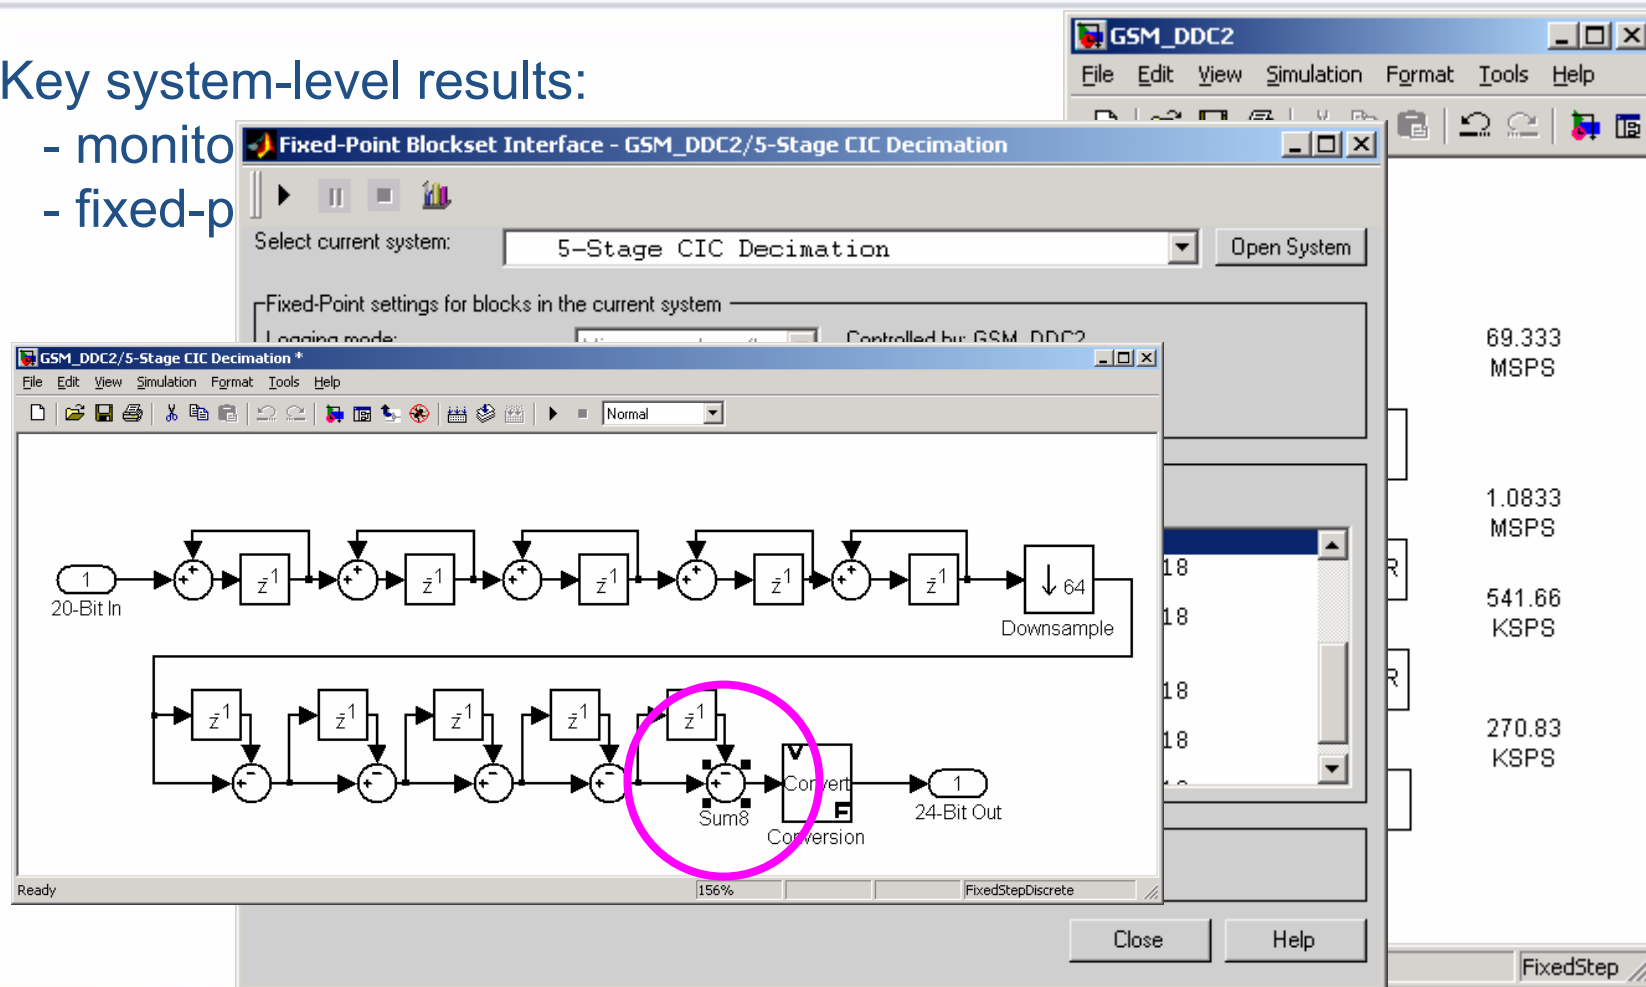 Key system-level results:
- monito
- fixed-p
GSM_DDC2
File Edit View Simulation Format Tools Help
Fixed-Point Blockset Interface - GSM_DDC2/5-Stage CIC Decimation
Select current system:
5-Stage CIC Decimation
Open System
Fixed-Point settings for blocks in the current system
Logging mode:
Controlled by: GSM_DDC2
GSM_DDC2/5-Stage CIC Decimation *
File Edit View Simulation Format Tools Help
Normal
z-1 z-1 z-1 z-1 z-1
1
20-Bit In
↓ 64
Downsample
z-1 z-1 z-1 z-1 z-1
Sum8
Convert
Conversion
1
24-Bit Out
Ready
156%
FixedStepDiscrete
18
18
18
18
69.333
MSPS
1.0833
MSPS
R
541.66
KSPS
R
270.83
KSPS
Close
Help
FixedStep